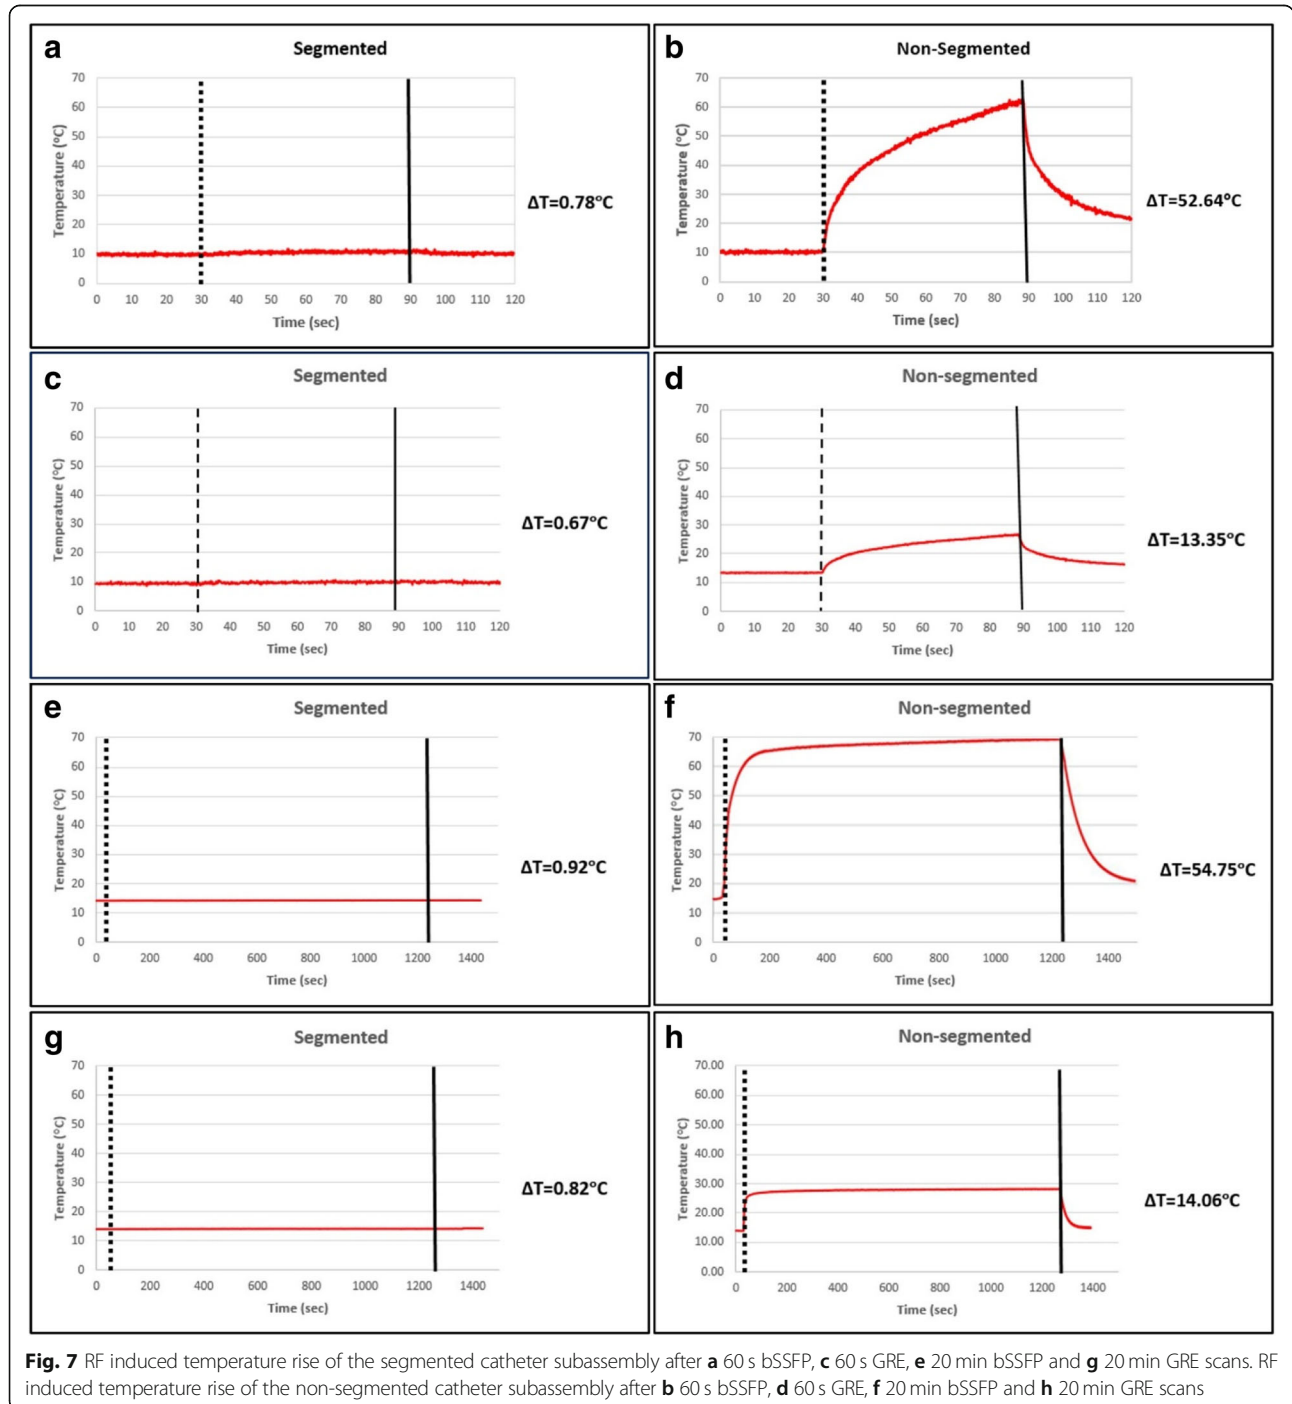 a
Segmented
70
60
50
40
30
20
10
0
Temperature (°C)
0 10 20 30 40 50 60 70 80 90 100 110 120
Time (sec)
ΔT=0.78°C
b
Non-Segmented
70
60
50
40
30
20
10
0
Temperature (°C)
0 10 20 30 40 50 60 70 80 90 100 110 120
Time (sec)
ΔT=52.64°C
c
Segmented
70
60
50
40
30
20
10
0
Temperature (°C)
0 10 20 30 40 50 60 70 80 90 100 110 120
Time (sec)
ΔT=0.67°C
d
Non-segmented
70
60
50
40
30
20
10
0
Temperature (°C)
0 10 20 30 40 50 60 70 80 90 100 110 120
Time (sec)
ΔT=13.35°C
e
Segmented
70
60
50
40
30
20
10
0
Temperature (°C)
0 200 400 600 800 1000 1200 1400
Time (sec)
ΔT=0.92°C
f
Non-segmented
70
60
50
40
30
20
10
0
Temperature (°C)
0 200 400 600 800 1000 1200 1400
Time (sec)
ΔT=54.75°C
g
Segmented
70
60
50
40
30
20
10
0
Temperature (°C)
0 200 400 600 800 1000 1200 1400
Time (sec)
ΔT=0.82°C
h
Non-segmented
70.00
60.00
50.00
40.00
30.00
20.00
10.00
0.00
Temperature (°C)
0 200 400 600 800 1000 1200 1400
Time (sec)
ΔT=14.06°C
Fig. 7 RF induced temperature rise of the segmented catheter subassembly after a 60 s bSSFP, c 60 s GRE, e 20 min bSSFP and g 20 min GRE scans. RF
induced temperature rise of the non-segmented catheter subassembly after b 60 s bSSFP, d 60 s GRE, f 20 min bSSFP and h 20 min GRE scans